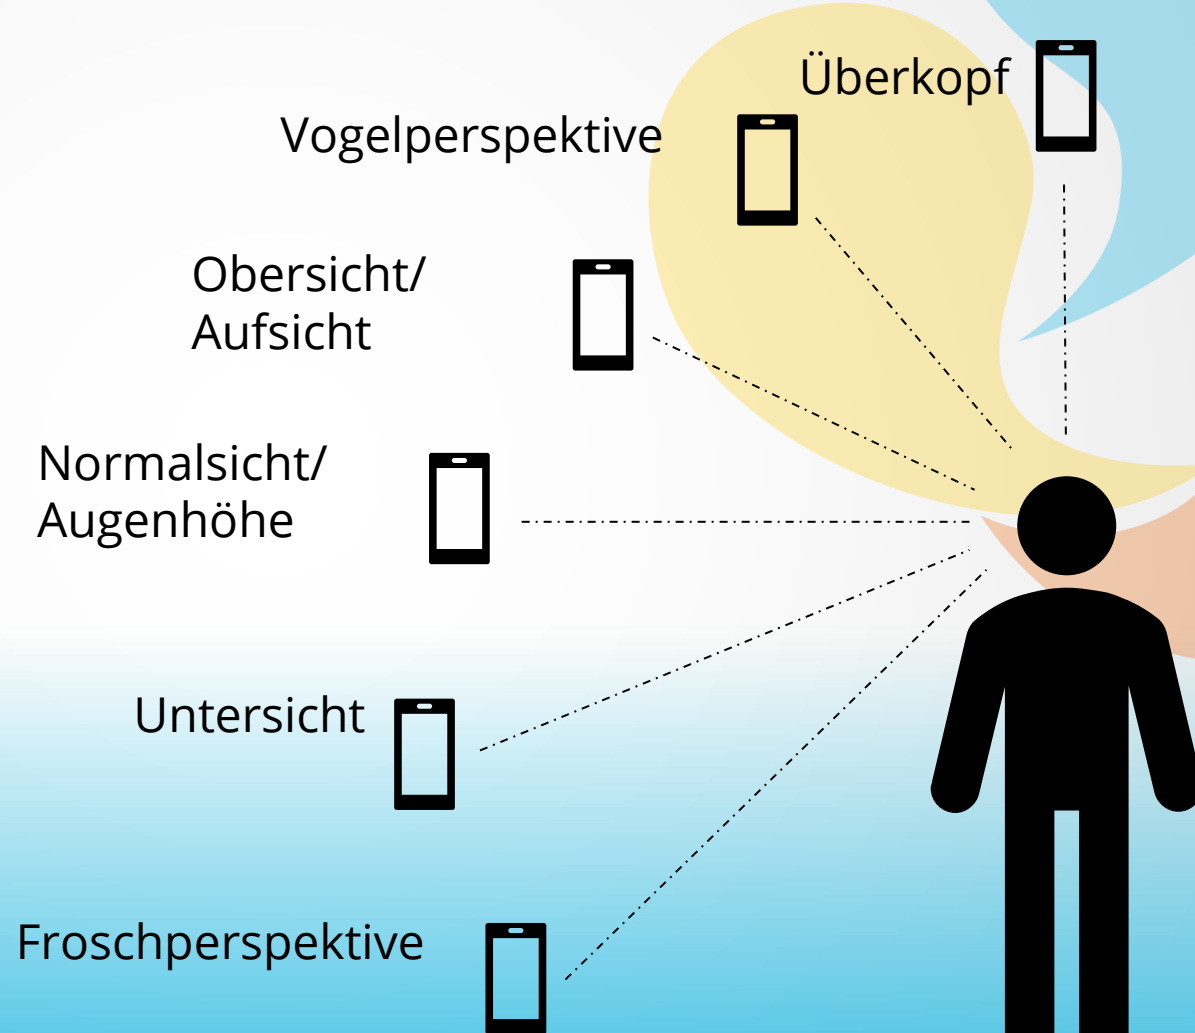 Überkopf
Vogelperspektive
Obersicht/
Aufsicht
Normalsicht/
Augenhöhe
Untersicht
Froschperspektive